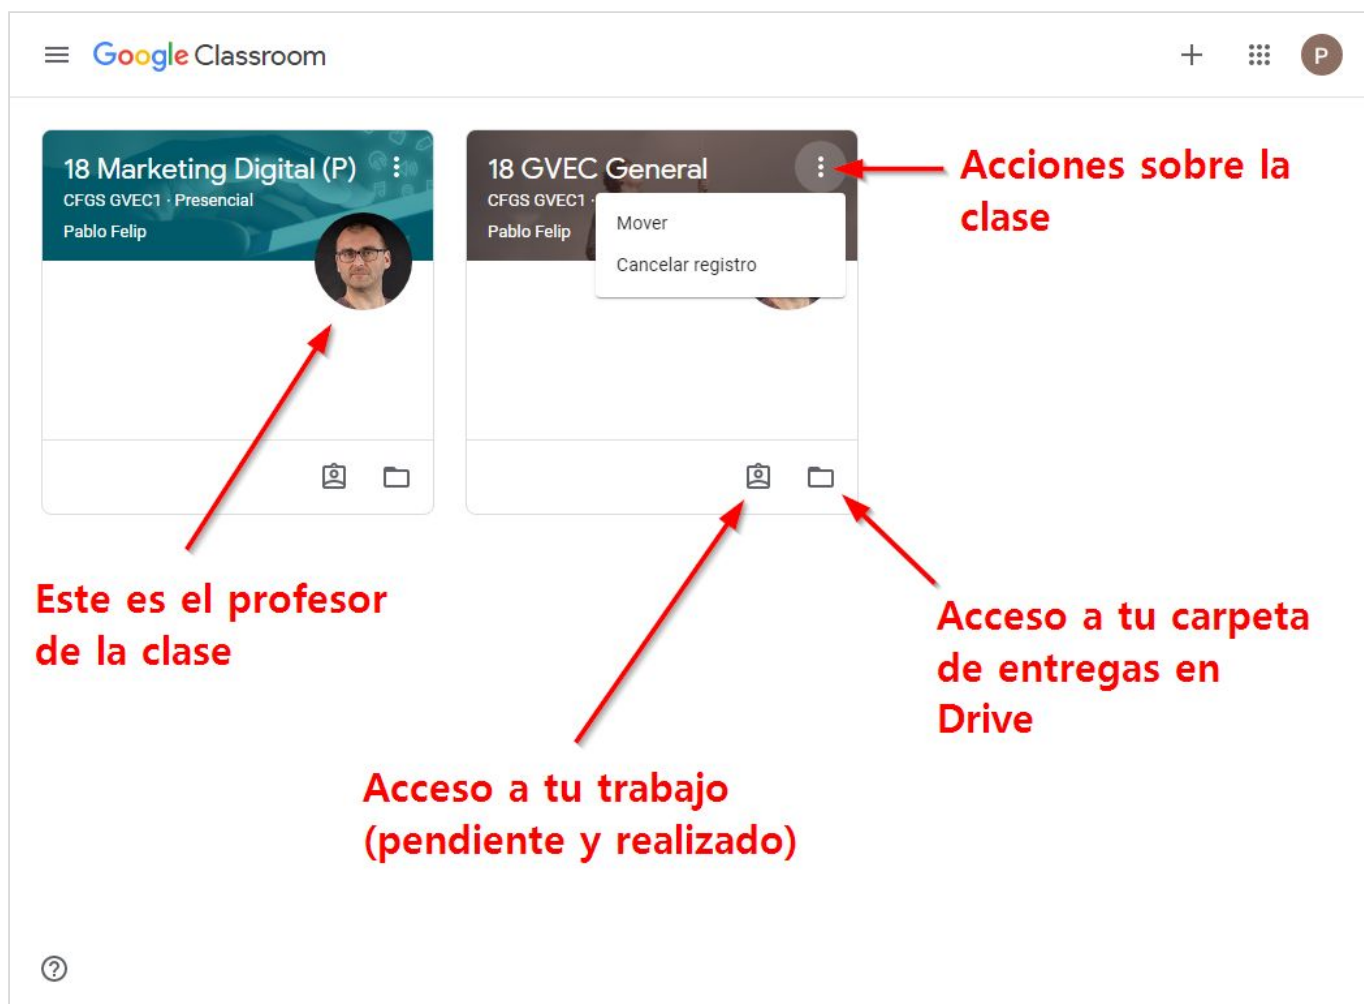 Google Classroom
P
18 Marketing Digital (P)
CFGS GVEC1 · Presencial
Pablo Felip
18 GVEC General
CFGS GVEC1 ·
Pablo Felip
Mover
Cancelar registro
Acciones sobre la
clase
Este es el profesor
de la clase
Acceso a tu carpeta
de entregas en
Drive
Acceso a tu trabajo
(pendiente y realizado)
?